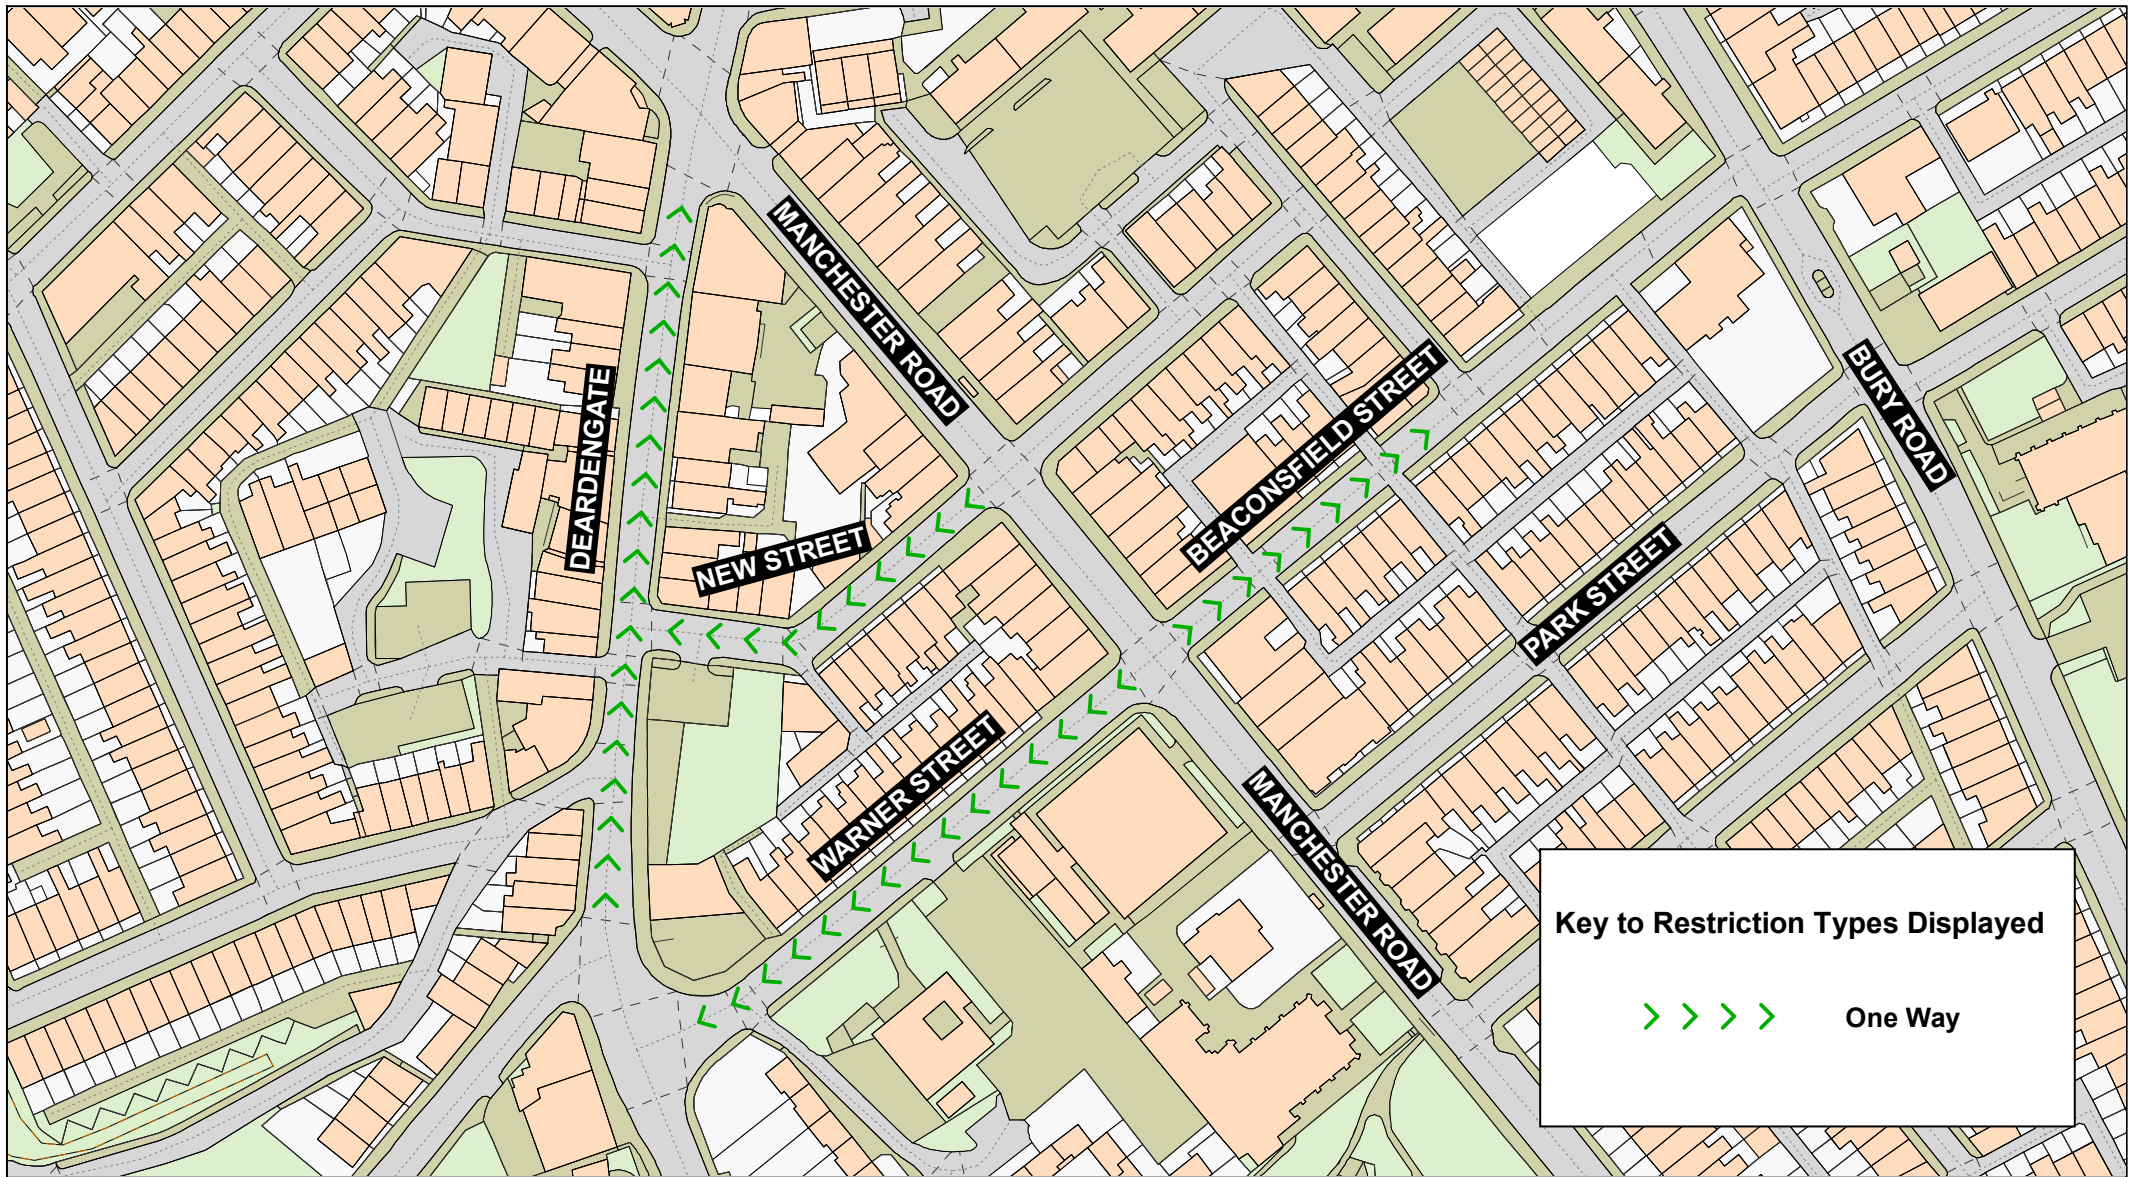 MANCHESTER ROAD
DEARDENGATE
NEW STREET
BEACONSFIELD STREET
BURY ROAD
PARK STREET
WARNER STREET
MANCHESTER ROAD
Key to Restriction Types Displayed
One Way